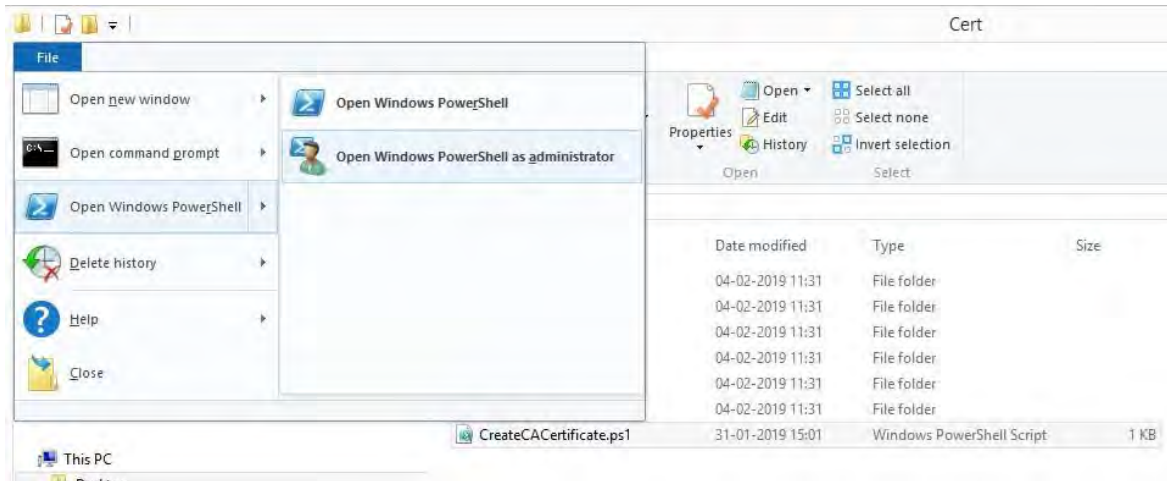 Cert
File
Open new window
Open command prompt
Open Windows PowerShell
Delete history
Help
Close
Open Windows PowerShell
Open Windows PowerShell as administrator
Properties
Open
Edit
History
Open
Select all
Select none
Invert selection
Select
Date modified Type Size
04-02-2019 11:31 File folder
04-02-2019 11:31 File folder
04-02-2019 11:31 File folder
04-02-2019 11:31 File folder
04-02-2019 11:31 File folder
04-02-2019 11:31 File folder
CreateCACertificate.ps1 31-01-2019 15:01 Windows PowerShell Script 1 KB
This PC